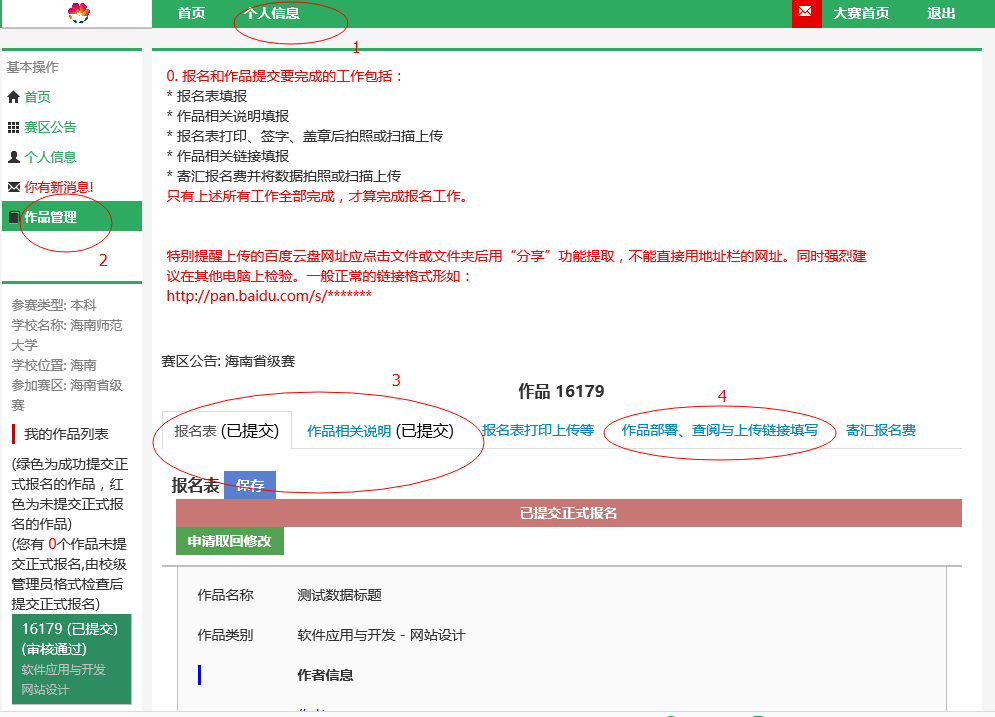 首页 个人信息 大赛首页 退出
1
基本操作
首页
赛区公告
个人信息
你有新消息!
作品管理
2
参赛类型: 本科
学校名称: 海南师范
大学
学校位置: 海南
参加赛区: 海南省级
赛
我的作品列表
(绿色为成功提交正
式报名的作品，红
色为未提交正式报
名的作品)
(您有 0个作品未提
交正式报名,由校级
管理员格式检查后
提交正式报名)
16179 (已提交)
(审核通过)
软件应用与开发
网站设计
0. 报名和作品提交要完成的工作包括：
* 报名表填报
* 作品相关说明填报
* 报名表打印、签字、盖章后拍照或扫描上传
* 作品相关链接填报
* 寄汇报名费并将数据拍照或扫描上传
只有上述所有工作全部完成，才算完成报名工作。
特别提醒上传的百度云盘网址应点击文件或文件夹后用“分享”功能提取，不能直接用地址栏的网址。同时强烈建
议在其他电脑上检验。一般正常的链接格式形如：
http://pan.baidu.com/s/*******
赛区公告: 海南省级赛
作品 16179
3
4
报名表 (已提交) 作品相关说明 (已提交) 报名表打印上传等 作品部署、查阅与上传链接填写 寄汇报名费
报名表 保存
已提交正式报名
申请取回修改
作品名称 测试数据标题
作品类别 软件应用与开发 - 网站设计
作者信息